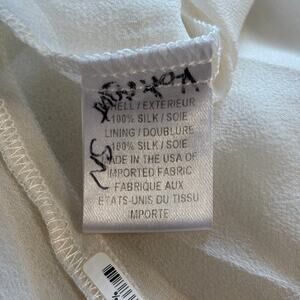 SHELL / EXTERIEUR
100% SILK / SOIE
LINING / DOUBLURE
100% SILK / SOIE
MADE IN THE USA OF
IMPORTED FABRIC
FABRIQUE AUX
ETATS-UNIS DU TISSU
IMPORTE